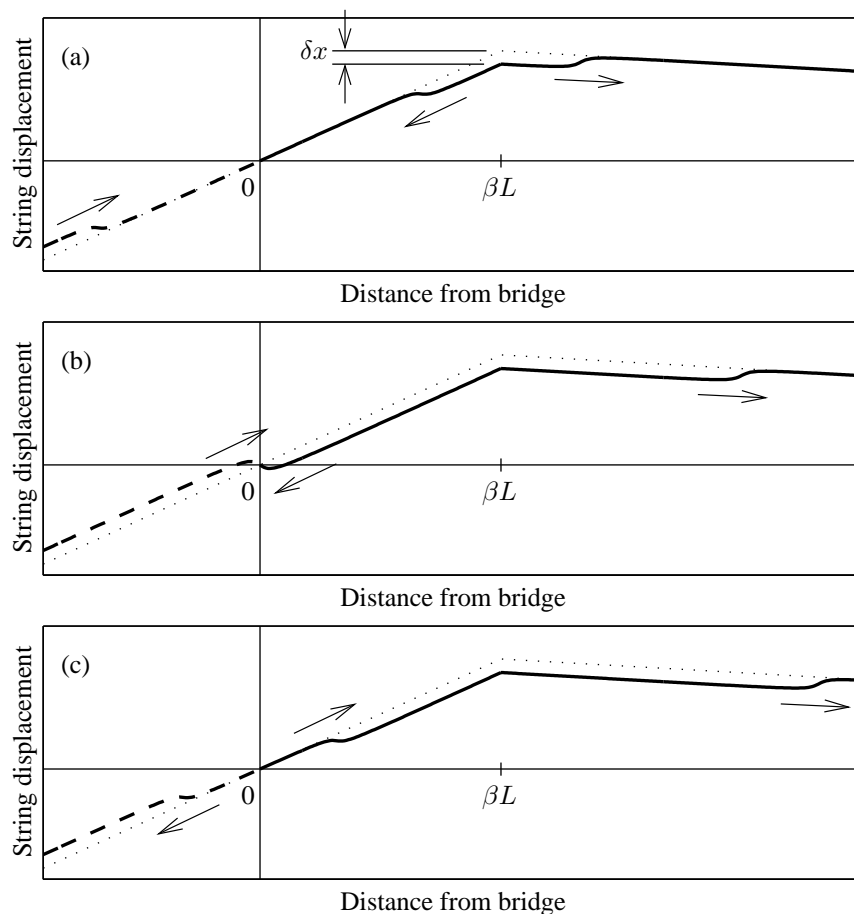 (a)
δx
String displacement
0
βL
Distance from bridge
(b)
String displacement
0
βL
Distance from bridge
(c)
String displacement
0
βL
Distance from bridge